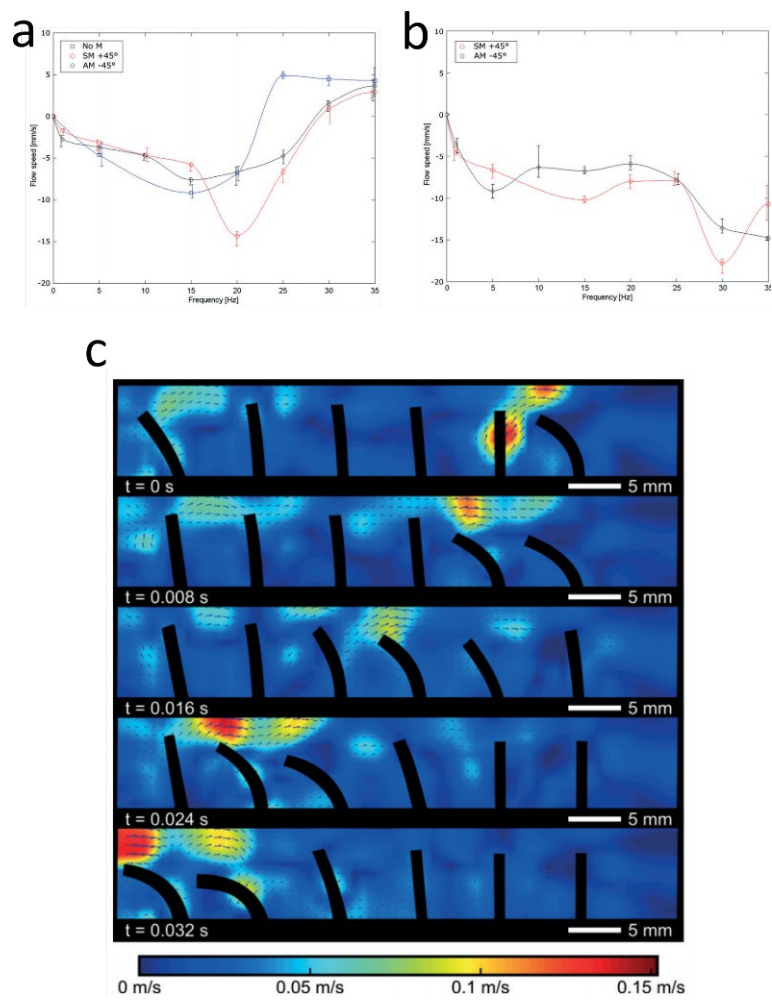 a
No M
SM +45°
AM -45°
10
5
0
-5
-10
-15
-20
Flow speed [mm/s]
0 5 10 15 20 25 30 35
Frequency [Hz]
b
SM +45°
AM -45°
10
5
0
-5
-10
-15
-20
Flow speed [mm/s]
0 5 10 15 20 25 30 35
Frequency [Hz]
c
t = 0 s 5 mm
t = 0.008 s 5 mm
t = 0.016 s 5 mm
t = 0.024 s 5 mm
t = 0.032 s 5 mm
0 m/s 0.05 m/s 0.1 m/s 0.15 m/s